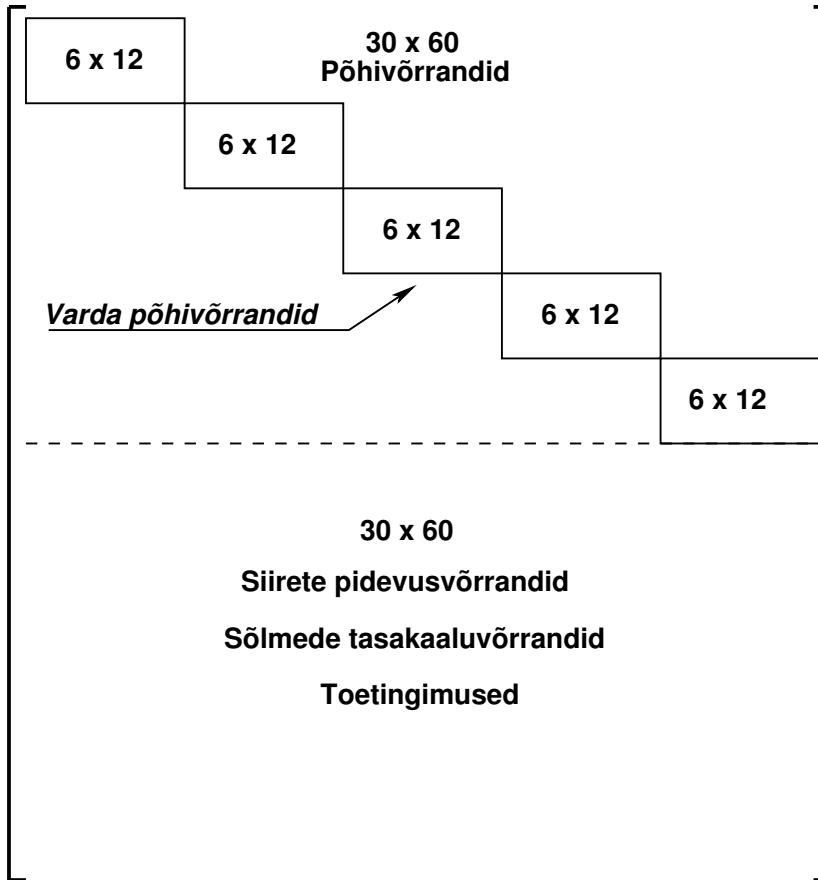 6 x 12
30 x 60
Põhivõrrandid
6 x 12
6 x 12
Varda põhivõrrandid
6 x 12
6 x 12
30 x 60
Siirete pidevusvõrrandid
Sõlmede tasakaaluvõrrandid
Toetingimused